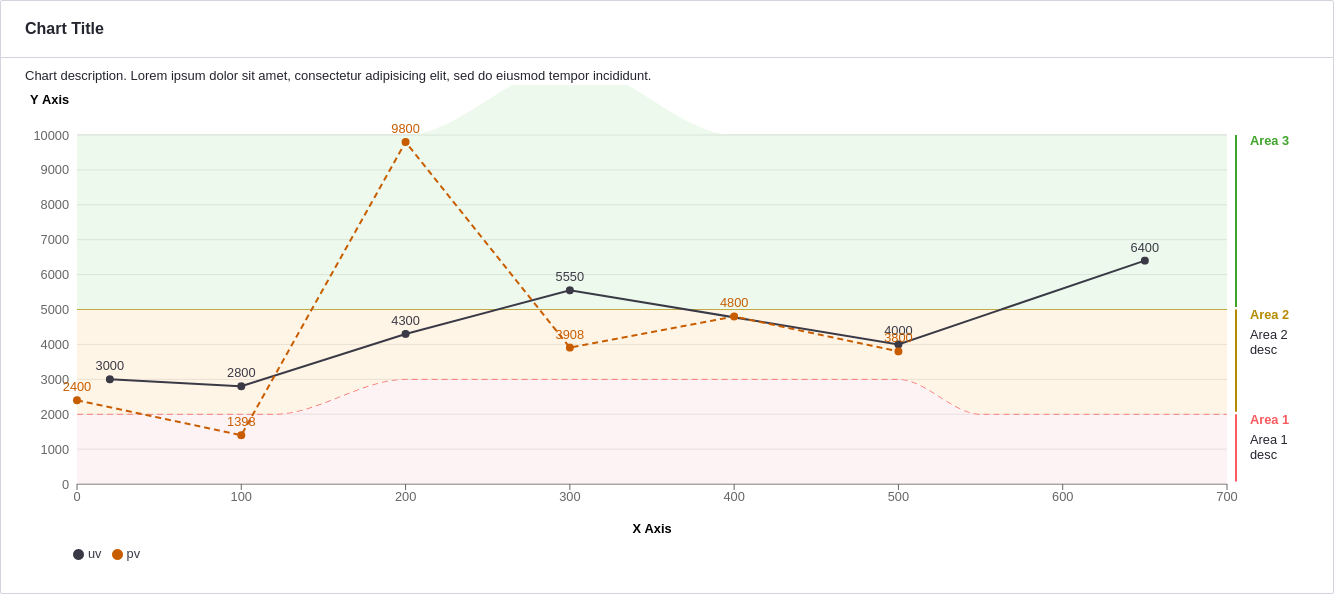 Chart Title
Chart description. Lorem ipsum dolor sit amet, consectetur adipisicing elit, sed do eiusmod tempor incididunt.
Y Axis
10000
9000
8000
7000
6000
5000
4000
3000
2000
1000
0
9800
6400
5550
4800
4300
4000
3800
3908
3000
2800
2400
1398
Area 3
Area 2
Area 2
desc
Area 1
Area 1
desc
0 100 200 300 400 500 600 700
X Axis
uv pv